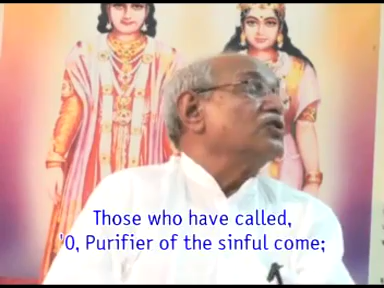 Those who have called,
'O, Purifier of the sinful come;